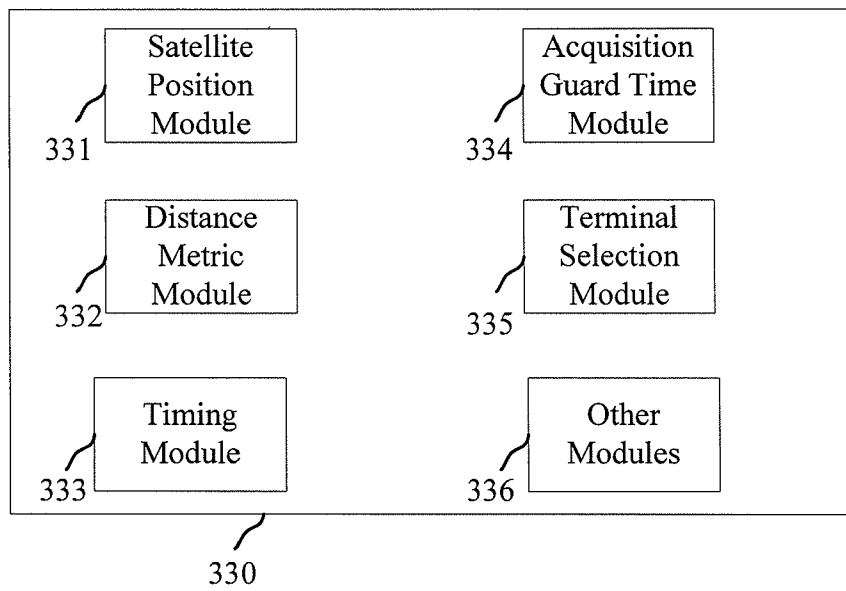 Satellite
Position
Module
331
Acquisition
Guard Time
Module
334
Distance
Metric
Module
332
Terminal
Selection
Module
335
Timing
Module
333
Other
Modules
336
330